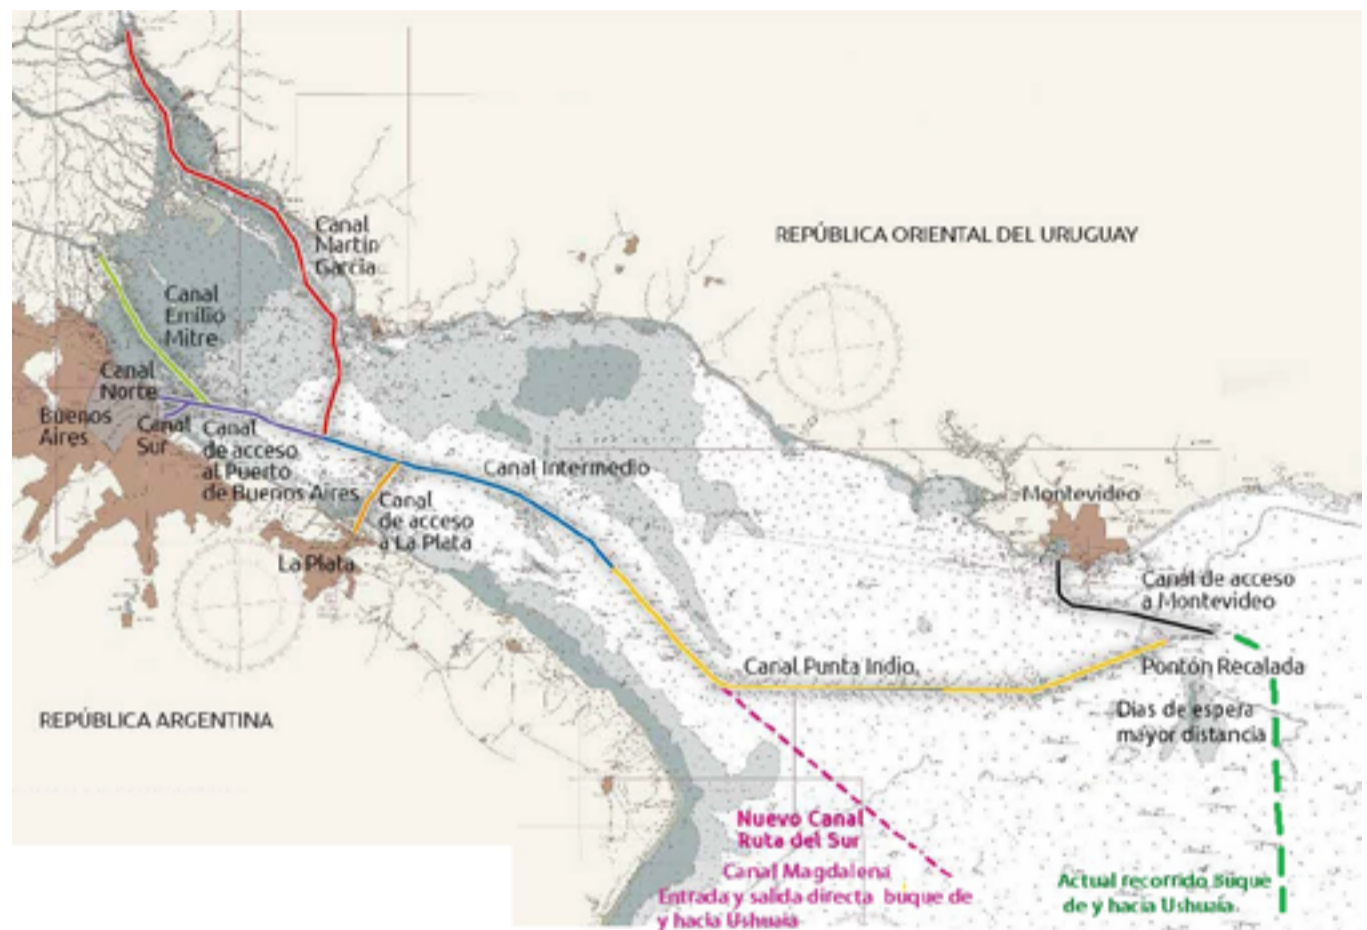 Canal
Martín
García
REPÚBLICA ORIENTAL DEL URUGUAY
Canal
Emilio
Mitre
Canal
Norte
Buenos
Aires
Canal
Sur
Canal
de acceso
al Puerto
de Buenos Aires
Canal Intermedio
Canal
de acceso
a La Plata
La Plata
Montevideo
Canal de acceso
a Montevideo
Canal Punta Indio
Pontón Recalada
Dias de espera
mayor distancia
REPÚBLICA ARGENTINA
Nuevo Canal
Ruta del Sur
Canal Magdalena
Entrada y salida directa buque de
y hacia Ushuaia
Actual recorrido Buque
de y hacia Ushuaia